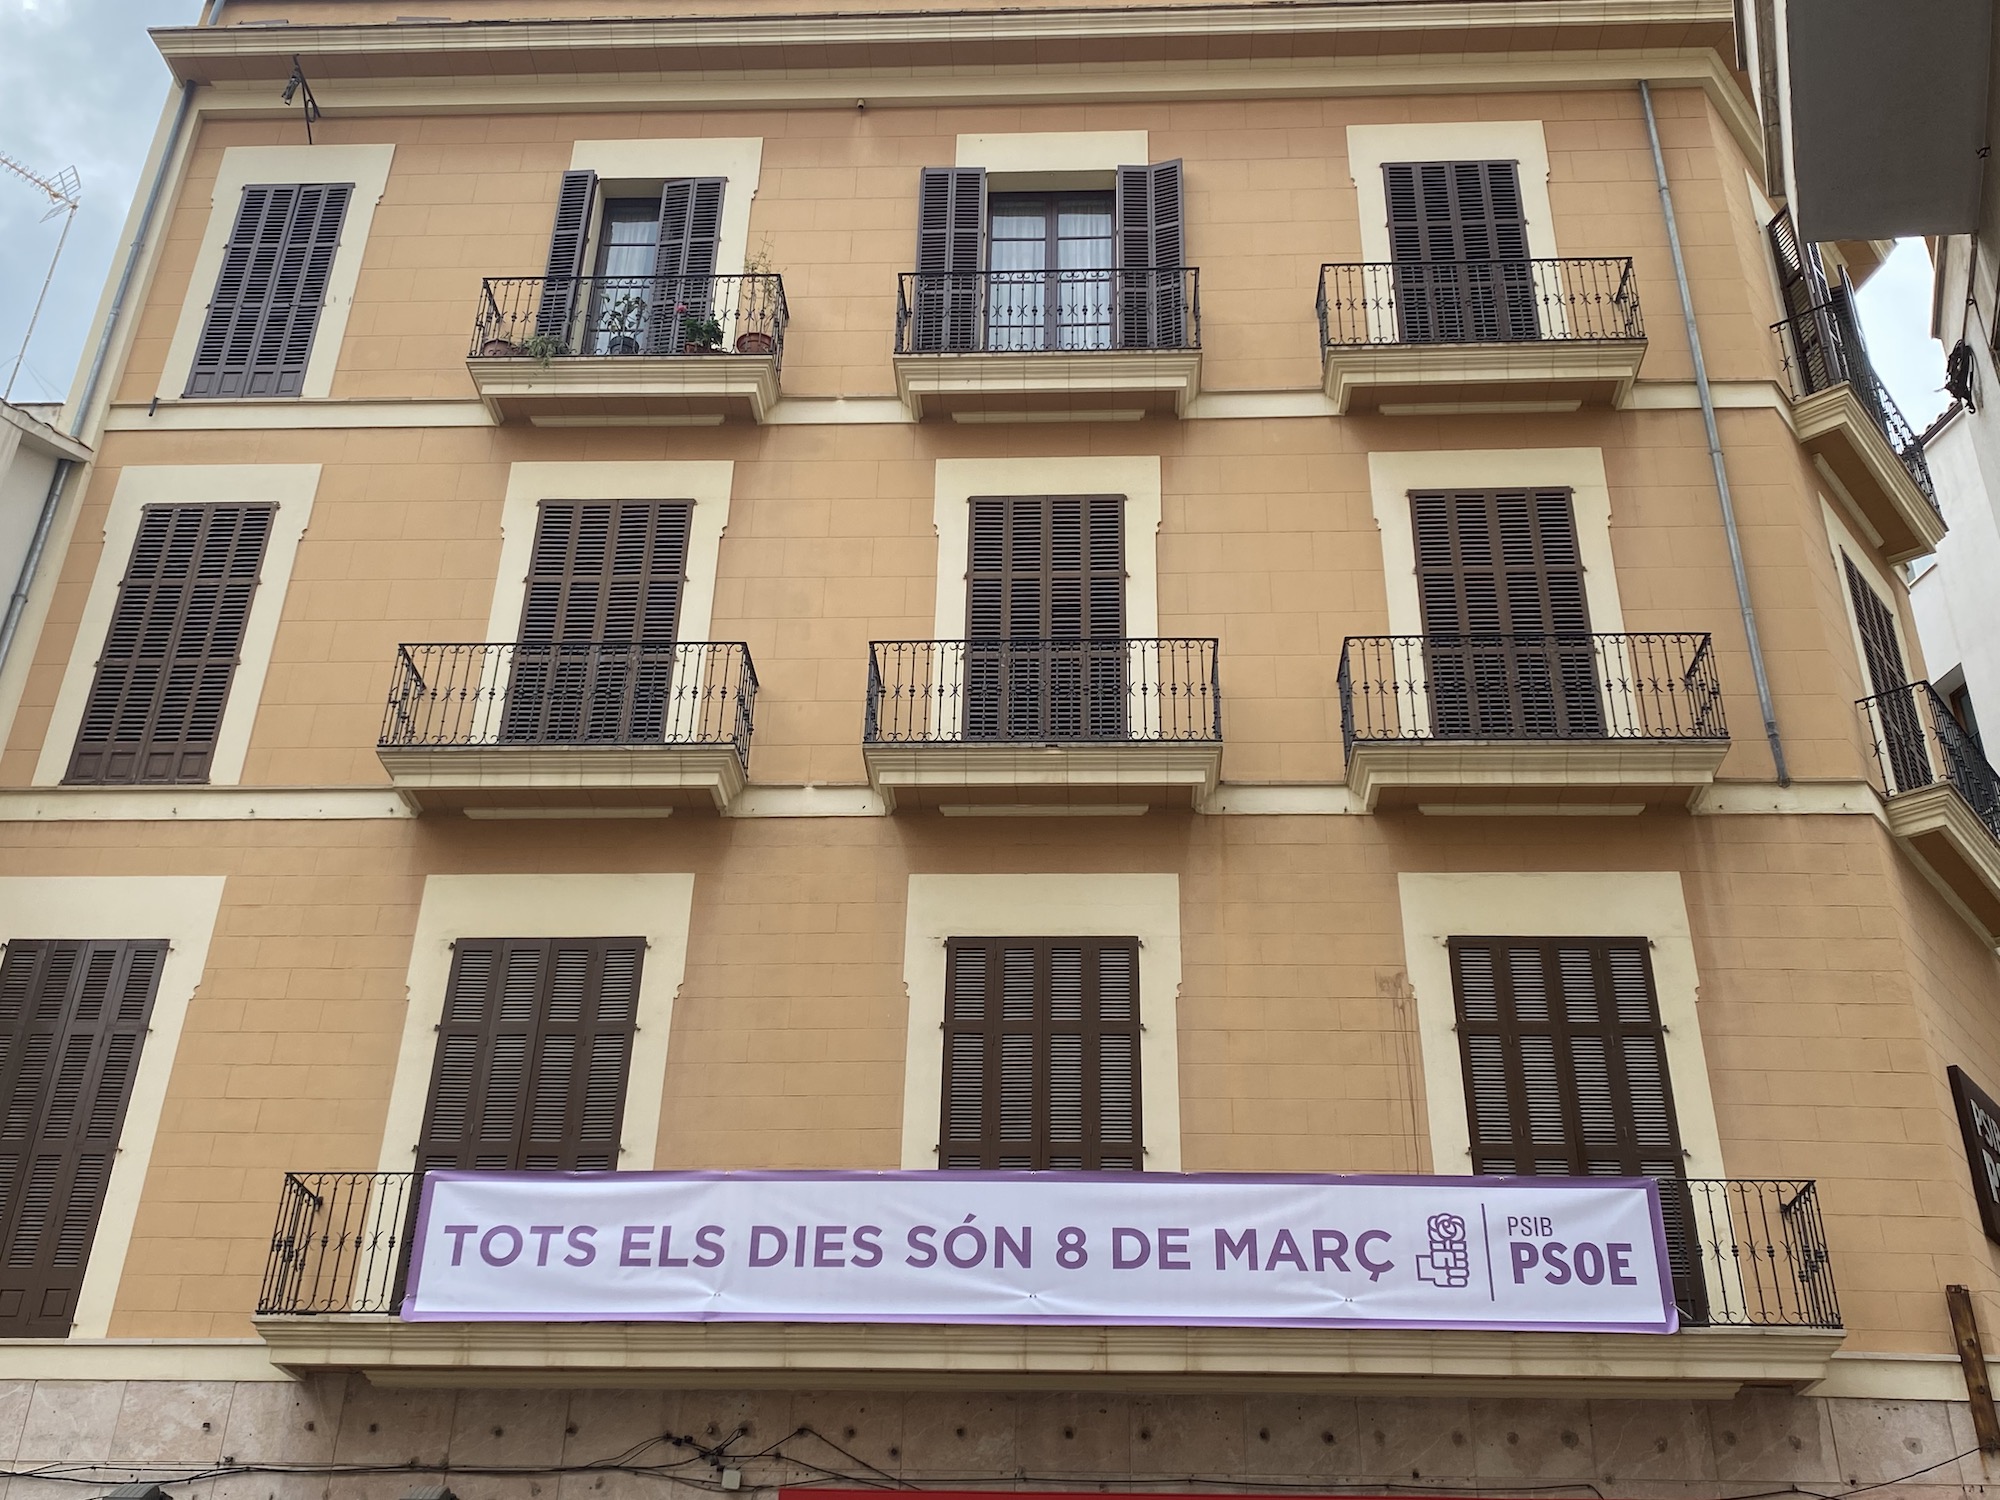 TOTS ELS DIES SÓN 8 DE MARÇ
PSIB
PSOE